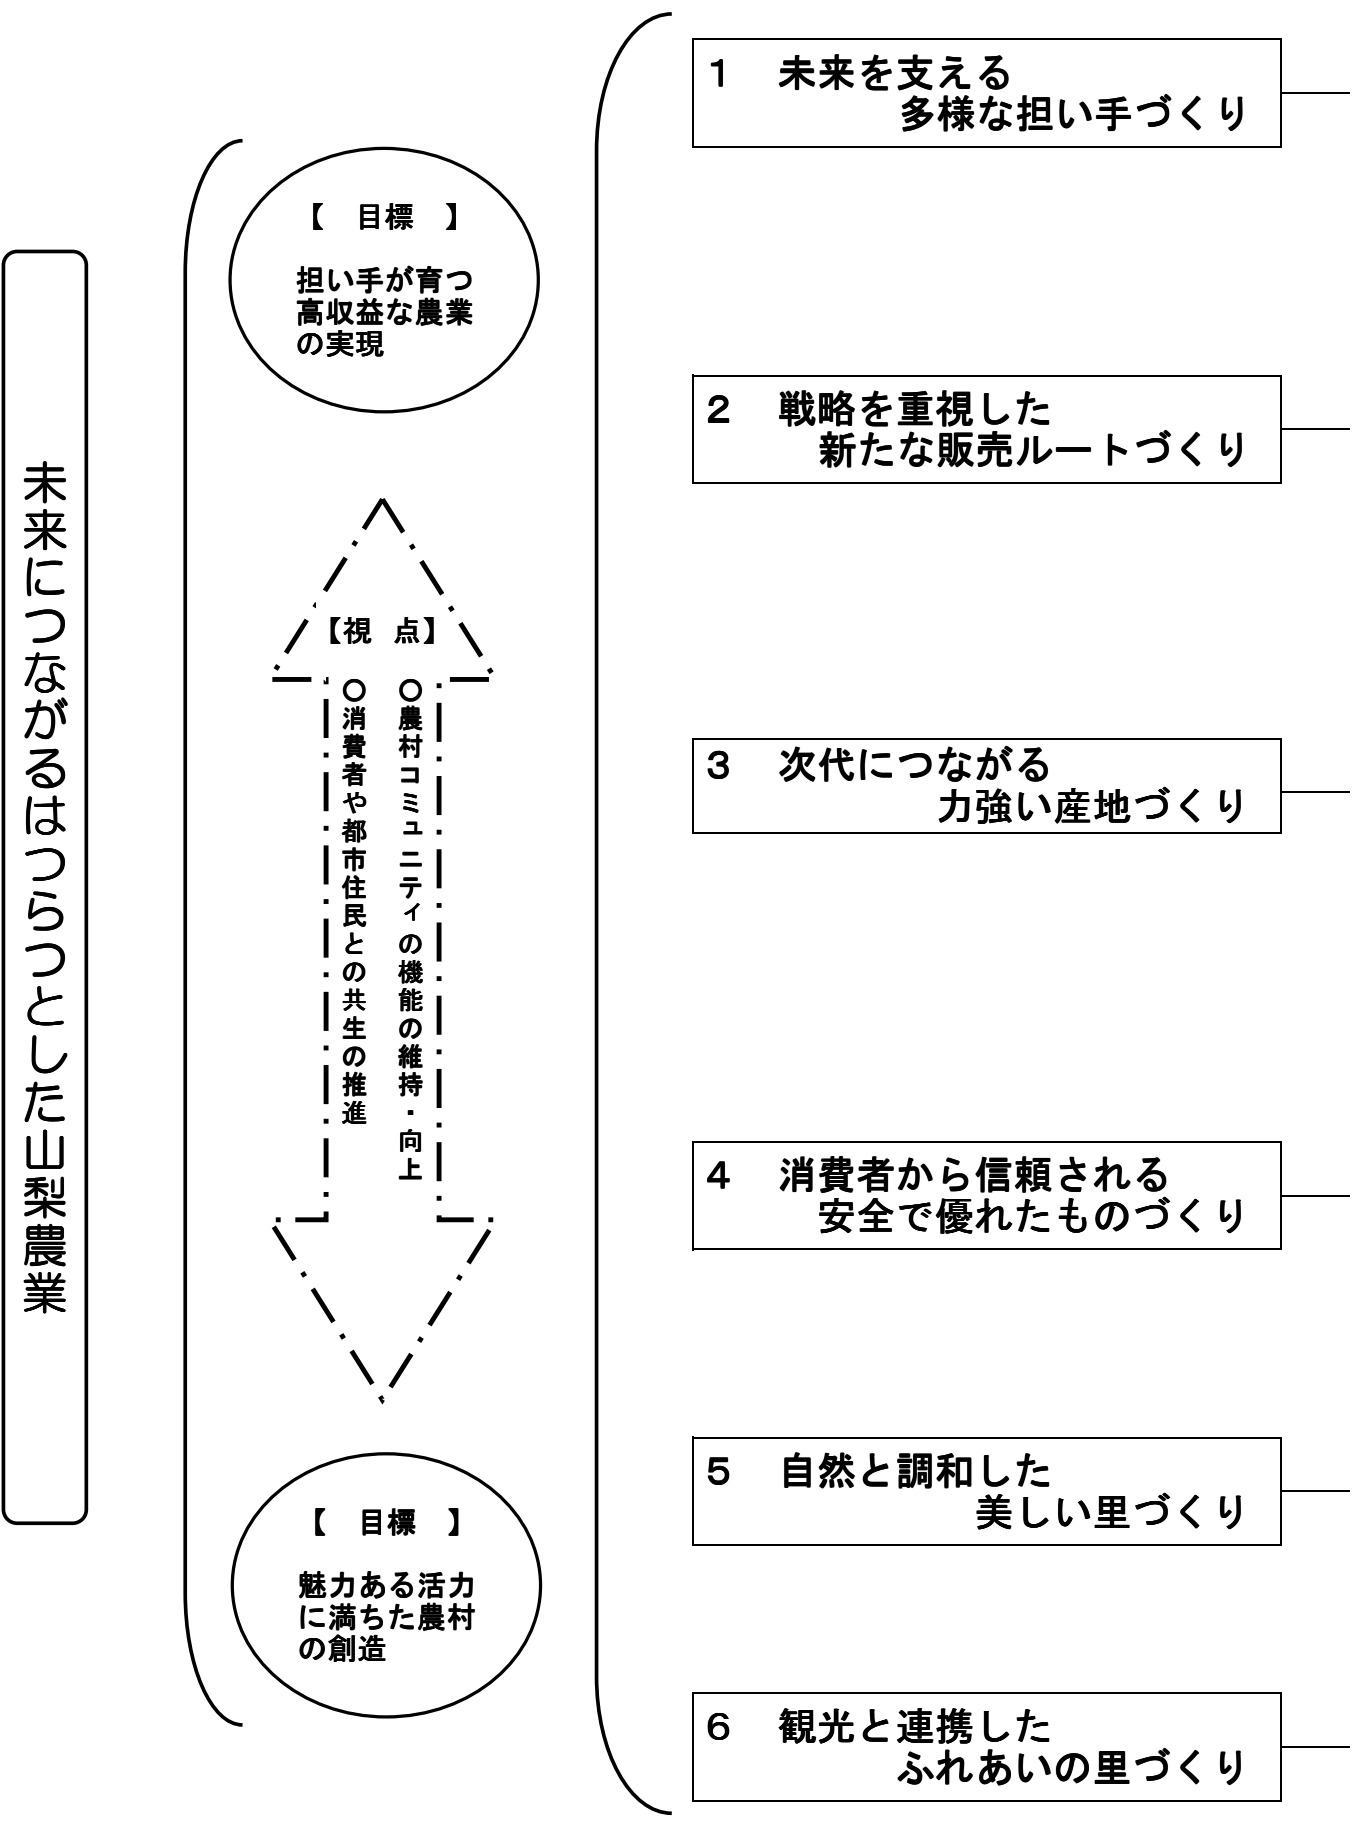 未来につながるはつらつとした山梨農業
【　目標　】
担い手が育つ
高収益な農業
の実現
【視　点】
〇農村コミュニティの機能の維持・向上
〇消費者や都市住民との共生の推進
【　目標　】
魅力ある活力
に満ちた農村
の創造
１　未来を支える
多様な担い手づくり
２　戦略を重視した
新たな販売ルートづくり
３　次代につながる
力強い産地づくり
４　消費者から信頼される
安全で優れたものづくり
５　自然と調和した
美しい里づくり
６　観光と連携した
ふれあいの里づくり